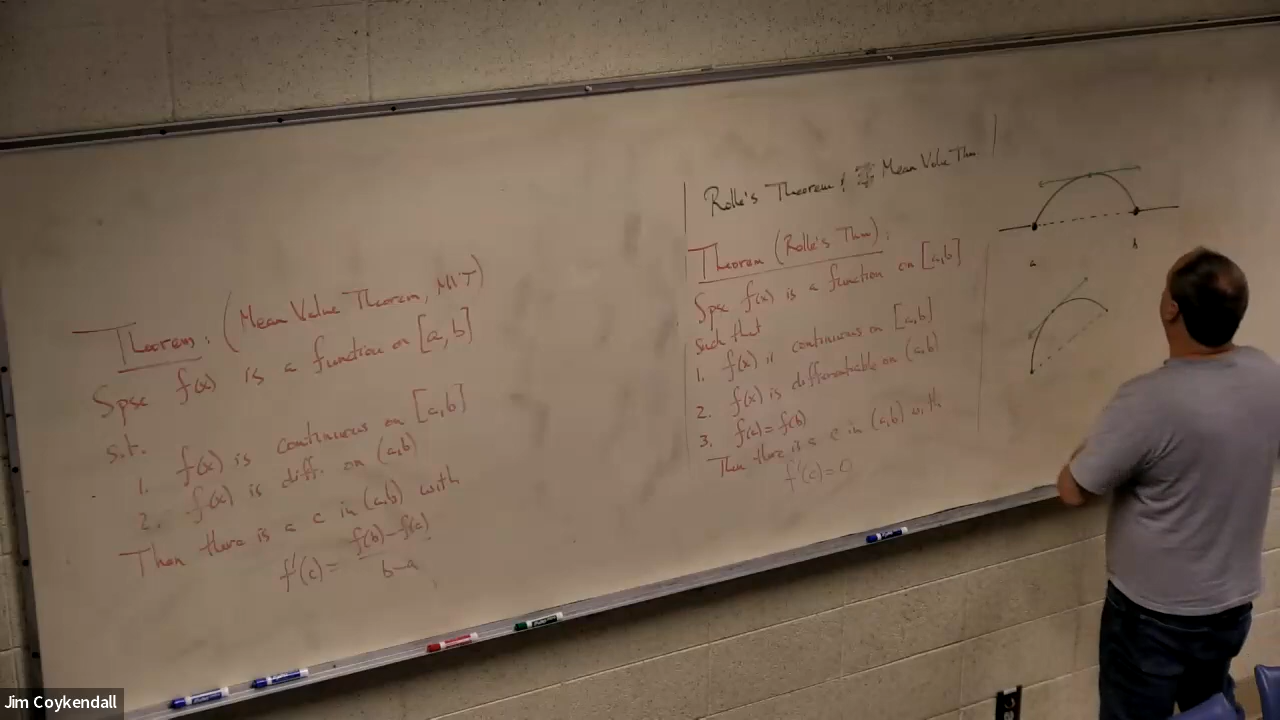 Theorem: (Mean Value Theorem, MVT)
Spse f(x) is a function on [a,b]
s.t. 1. f(x) is continuous on [a,b]
2. f(x) is diff. on (a,b)
Then there is a c in (a,b) with
f'(c) = f(b)-f(a) / b-a
Rolle's Theorem & Mean Value Thm.
Theorem (Rolle's Thm):
Spse f(x) is a function on [a,b]
such that
1. f(x) is continuous on [a,b]
2. f(x) is differentiable on (a,b)
3. f(a)=f(b)
Then there is a c in (a,b) with
f'(c)=0
a b
Jim Coykendall